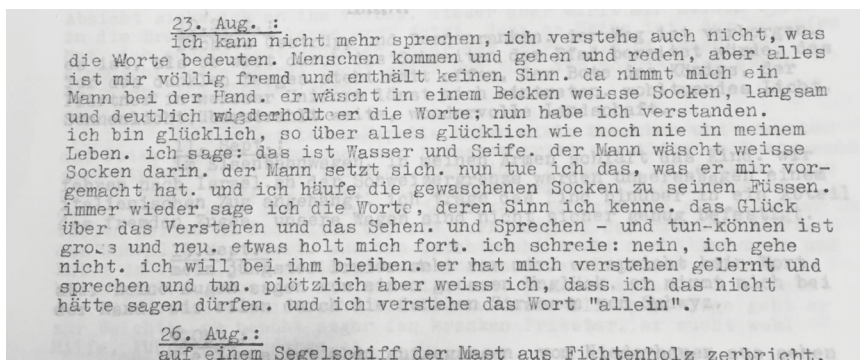 23. Aug. :
ich kann nicht mehr sprechen, ich verstehe auch nicht, was
die Worte bedeuten. Menschen kommen und gehen und reden, aber alles
ist mir völlig fremd und enthält keinen Sinn. da nimmt mich ein
Mann bei der Hand. er wäscht in einem Becken weisse Socken, langsam
und deutlich wiederholt er die Worte; nun habe ich verstanden.
ich bin glücklich, so über alles glücklich wie noch nie in meinem
Leben. ich sage: das ist Wasser und Seife. der Mann wäscht weisse
Socken darin. der Mann setzt sich. nun tue ich das, was er mir vor-
gemacht hat. und ich häufe die gewaschenen Socken zu seinen Füssen.
immer wieder sage ich die Worte, deren Sinn ich kenne. das Glück
über das Verstehen und das Sehen. und Sprechen - und tun-können ist
gross und neu. etwas holt mich fort. ich schreie: nein, ich gehe
nicht. ich will bei ihm bleiben. er hat mich verstehen gelernt und
sprechen und tun. plötzlich aber weiss ich, dass ich das nicht
hätte sagen dürfen. und ich verstehe das Wort "allein".
26. Aug.:
auf einem Segelschiff der Mast aus Fichtenholz zerbricht.